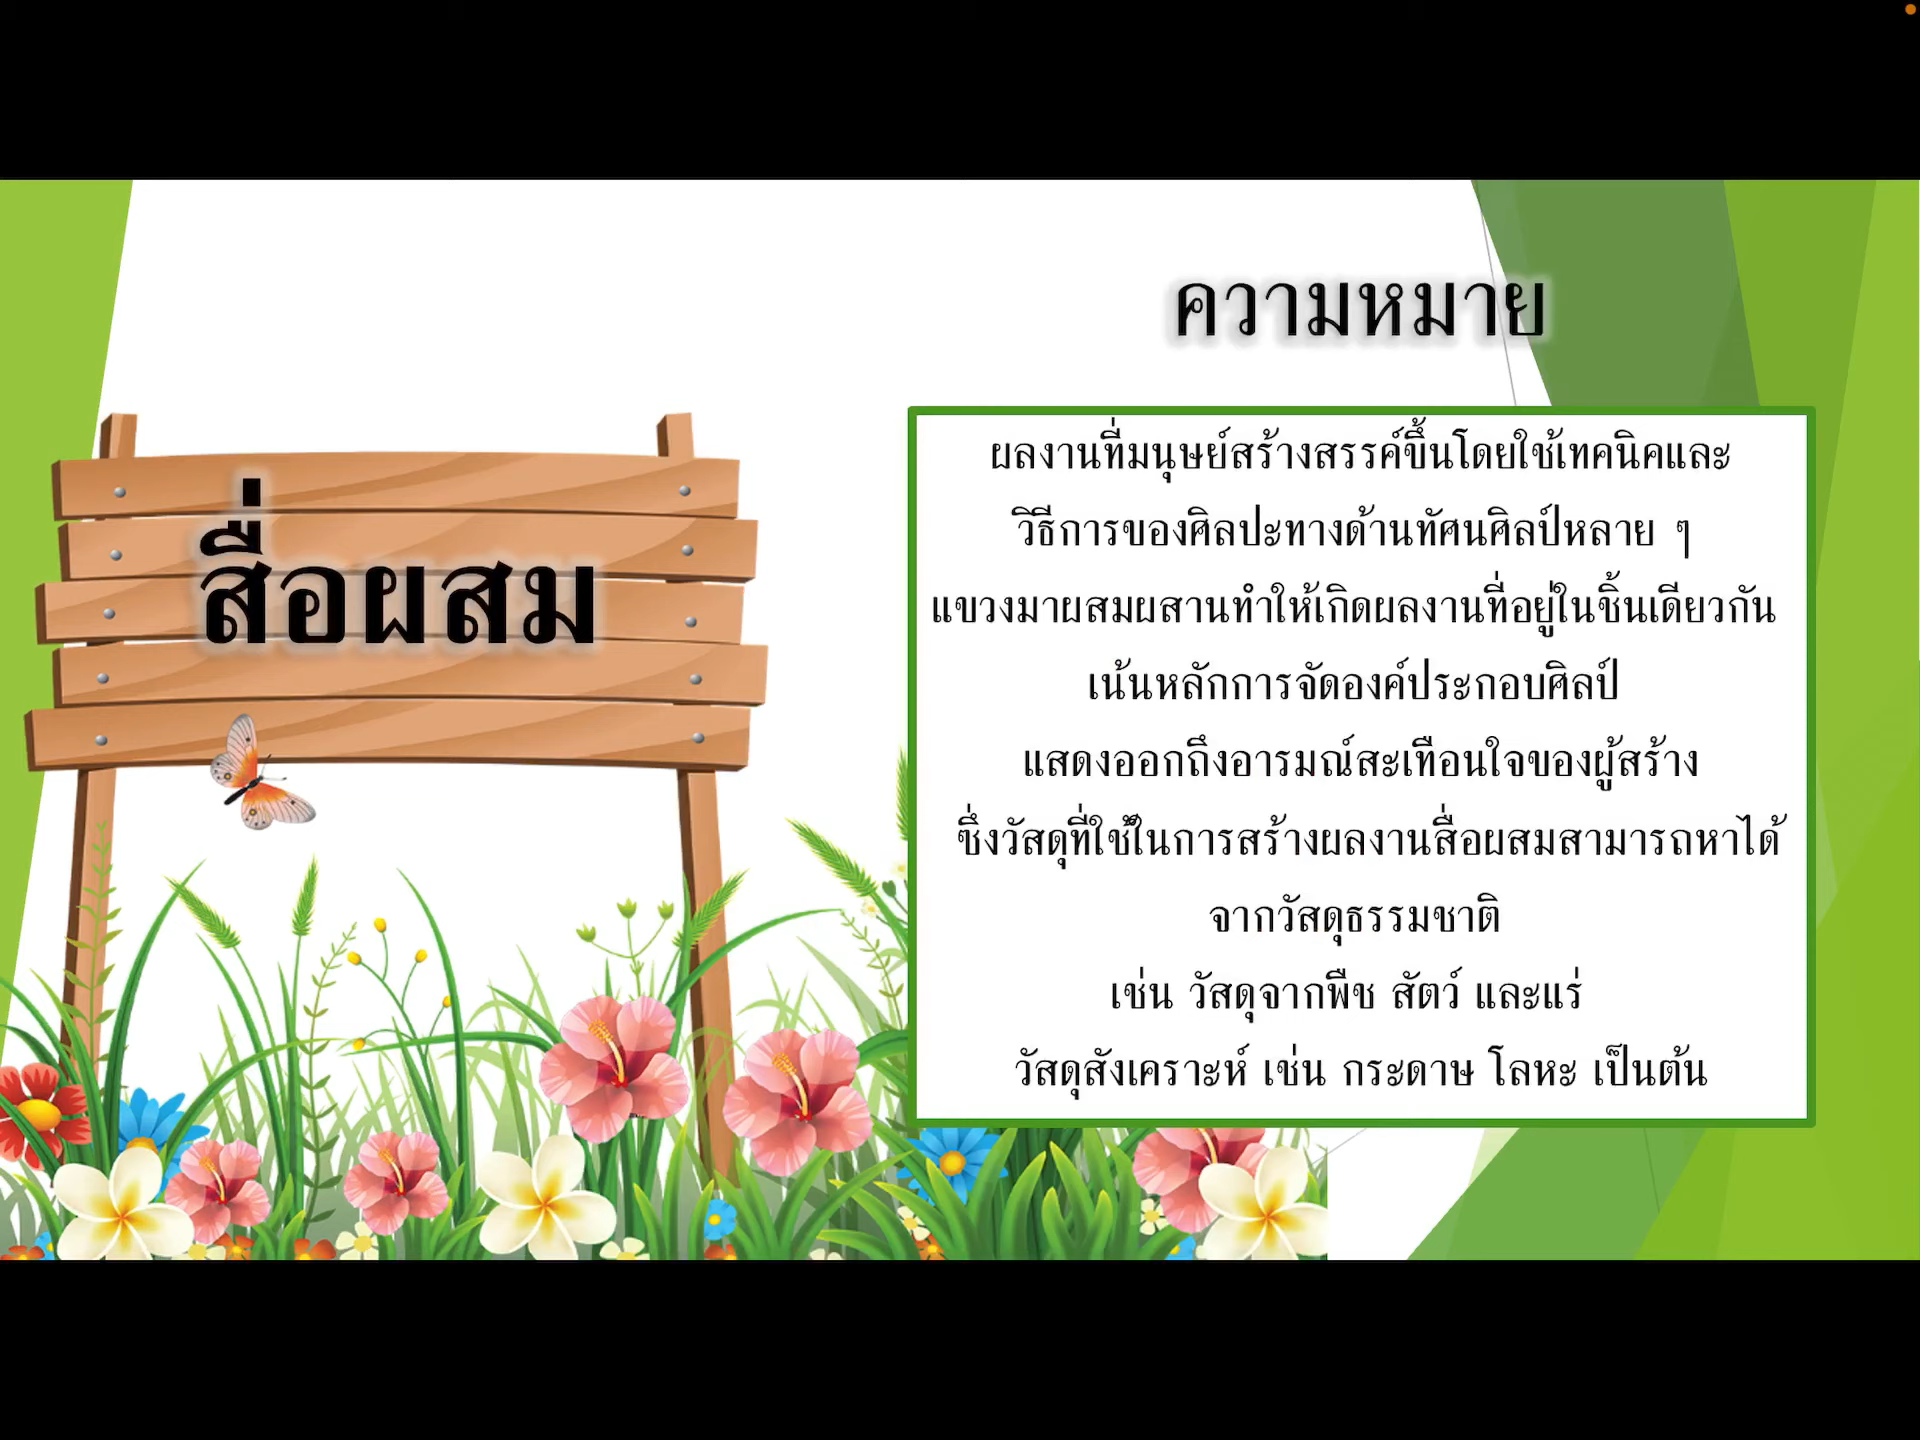 สื่อผสม
ความหมาย
ผลงานที่มนุษย์สร้างสรรค์ขึ้นโดยใช้เทคนิคและ
วิธีการของศิลปะทางด้านทัศนศิลป์หลาย ๆ
แขวงมาผสมผสานทำให้เกิดผลงานที่อยู่ในชิ้นเดียวกัน
เน้นหลักการจัดองค์ประกอบศิลป์
แสดงออกถึงอารมณ์สะเทือนใจของผู้สร้าง
ซึ่งวัสดุที่ใช้ในการสร้างผลงานสื่อผสมสามารถหาได้
จากวัสดุธรรมชาติ
เช่น วัสดุจากพืช สัตว์ และแร่
วัสดุสังเคราะห์ เช่น กระดาษ โลหะ เป็นต้น